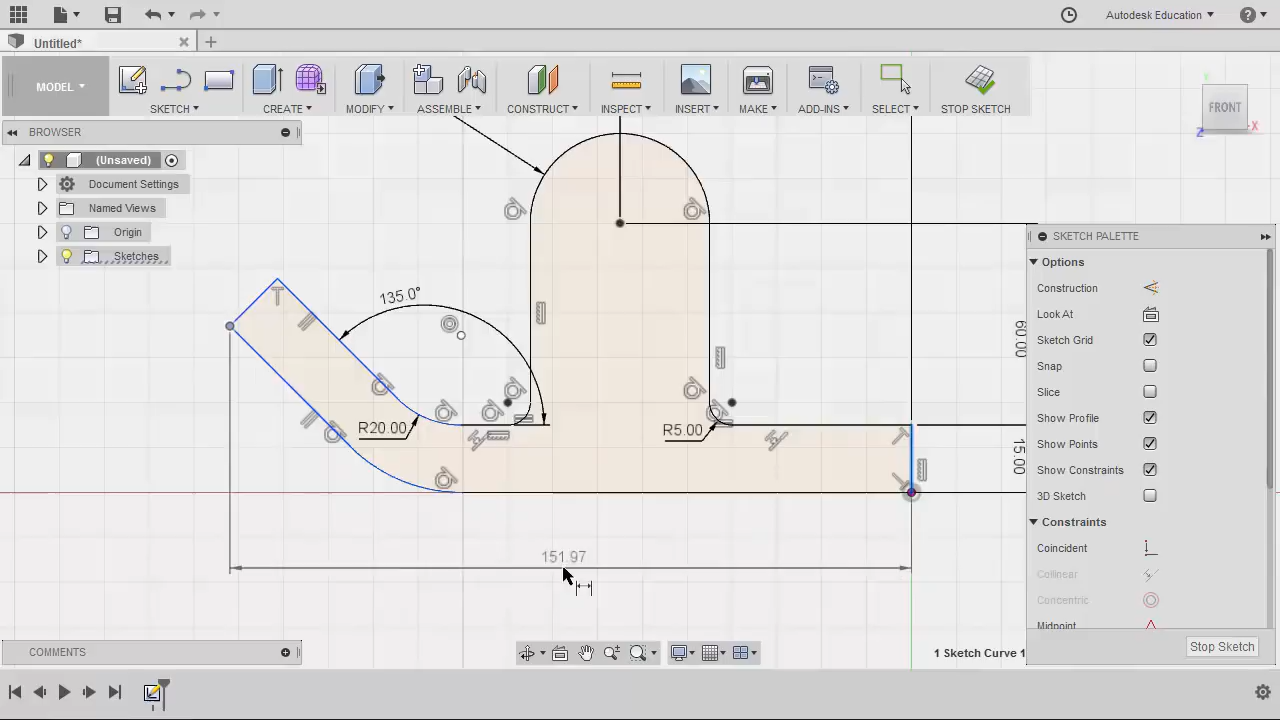 Autodesk Education
Untitled*
MODEL
SKETCH
CREATE
MODIFY
ASSEMBLE
CONSTRUCT
INSPECT
INSERT
MAKE
ADD-INS
SELECT
STOP SKETCH
FRONT
X
Z
BROWSER
(Unsaved)
Document Settings
Named Views
Origin
Sketches
135.0°
R20.00
R5.00
60.00
15.00
151.97
SKETCH PALETTE
Options
Construction
Look At
Sketch Grid
Snap
Slice
Show Profile
Show Points
Show Constraints
3D Sketch
Constraints
Coincident
Collinear
Concentric
Midpoint
COMMENTS
1 Sketch Curve 1
Stop Sketch